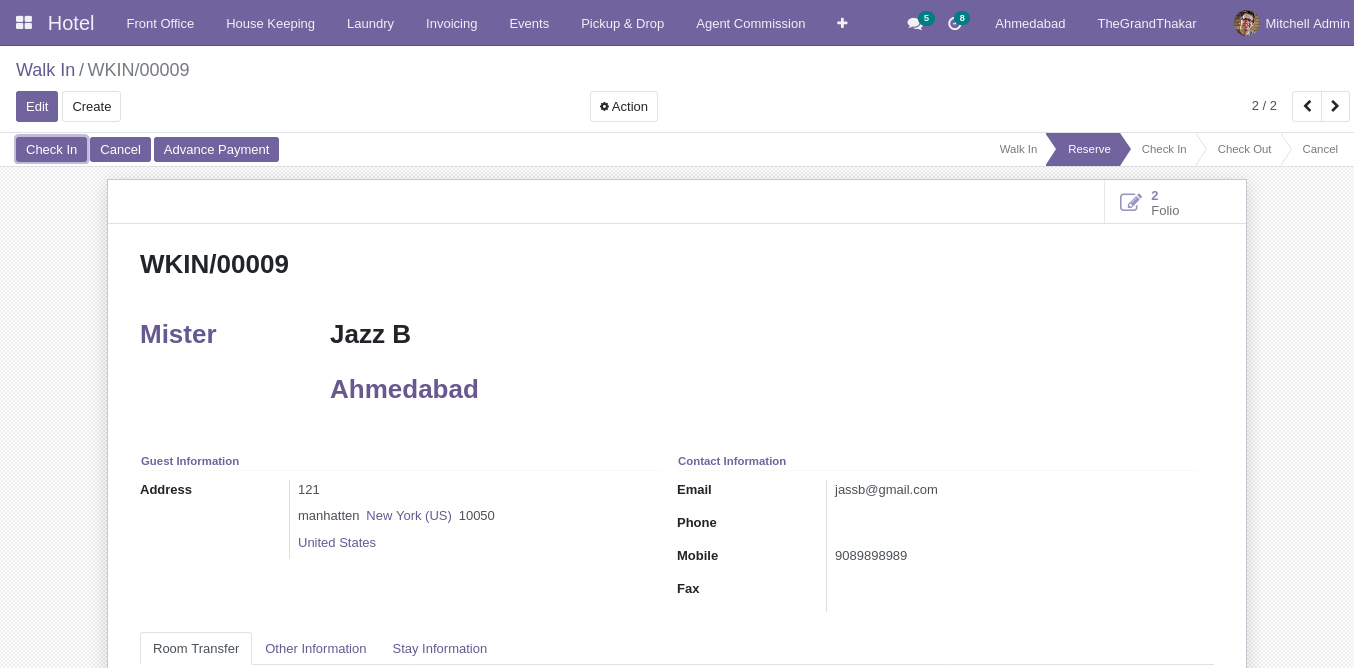 Hotel Front Office House Keeping Laundry Invoicing Events Pickup & Drop Agent Commission 5 8 Ahmedabad TheGrandThakar Mitchell Admin
Walk In / WKIN/00009
Edit Create Action 2 / 2
Check In Cancel Advance Payment Walk In Reserve Check In Check Out Cancel
2
Folio
WKIN/00009
Mister Jazz B
Ahmedabad
Guest Information Contact Information
Address 121 Email jassb@gmail.com
manhatten New York (US) 10050 Phone
United States
Mobile 9089898989
Fax
Room Transfer Other Information Stay Information